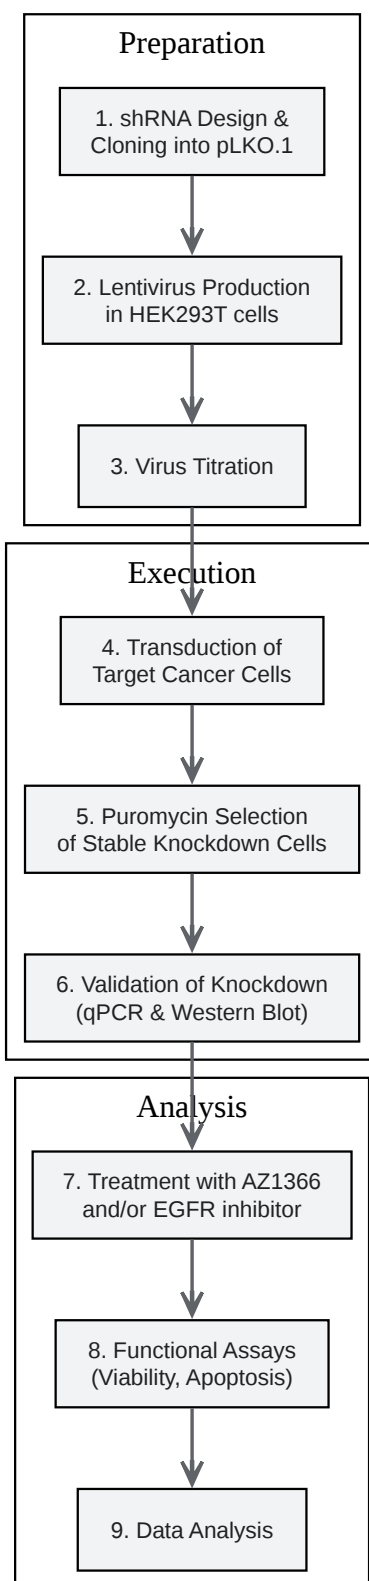 Preparation
1. shRNA Design &
Cloning into pLKO.1
2. Lentivirus Production
in HEK293T cells
3. Virus Titration
Execution
4. Transduction of
Target Cancer Cells
5. Puromycin Selection
of Stable Knockdown Cells
6. Validation of Knockdown
(qPCR & Western Blot)
Analysis
7. Treatment with AZ1366
and/or EGFR inhibitor
8. Functional Assays
(Viability, Apoptosis)
9. Data Analysis